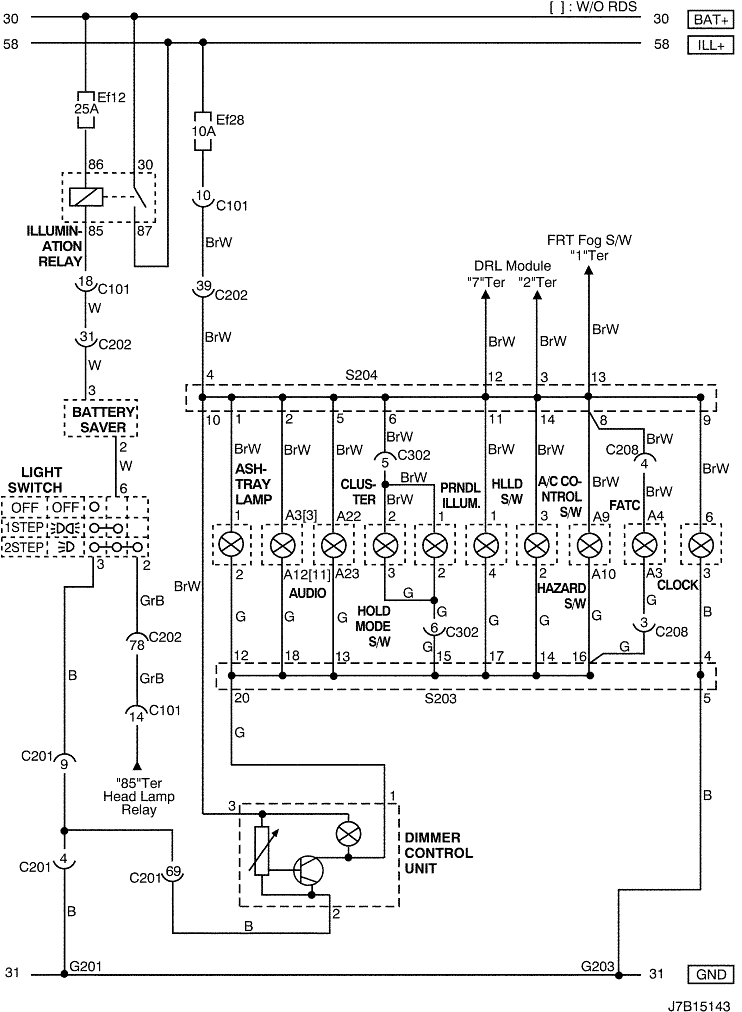 [ ] : W/O RDS
30 30 BAT+
58 58 ILL+
Ef12
25A
Ef28
10A
86 30
10 C101
ILLUMIN-
ATION
RELAY
85 87
BrW
FRT Fog S/W
"1"Ter
DRL Module
"7"Ter "2"Ter
18 C101
W
39 C202
31 C202
BrW BrW BrW BrW
W
4 S204 12 3 13
3
BATTERY
SAVER
2
10 1 2 5 6 11 14 8 9
W
BrW BrW BrW BrW BrW BrW BrW BrW BrW
C302
5
C208
4
BrW BrW BrW BrW
ASH-
TRAY
LAMP
CLUS-
TER
PRNDL
ILLUM.
HLLD
S/W
A/C CO-
NTROL
S/W
FATC
LIGHT
SWITCH
6
OFF OFF
1STEP
2STEP
3 2
1 A3[3] A22 2 1 1 3 A9 A4 6
2 A12[11] A23 3 2 4 2 A10 A3 3
AUDIO
HOLD
MODE
S/W
HAZARD
S/W
CLOCK
BrW
GrB
G G G G G G G G G G B
6 C302
3 C208
G G
78 C202
GrB
B
14 C101
12 18 13 15 17 14 16 4
20 S203 5
G
C201
9
"85"Ter
Head Lamp
Relay
B
3 1
DIMMER
CONTROL
UNIT
2
4
C201
69
C201
B B
31 G201 G203 31 GND
J7B15143